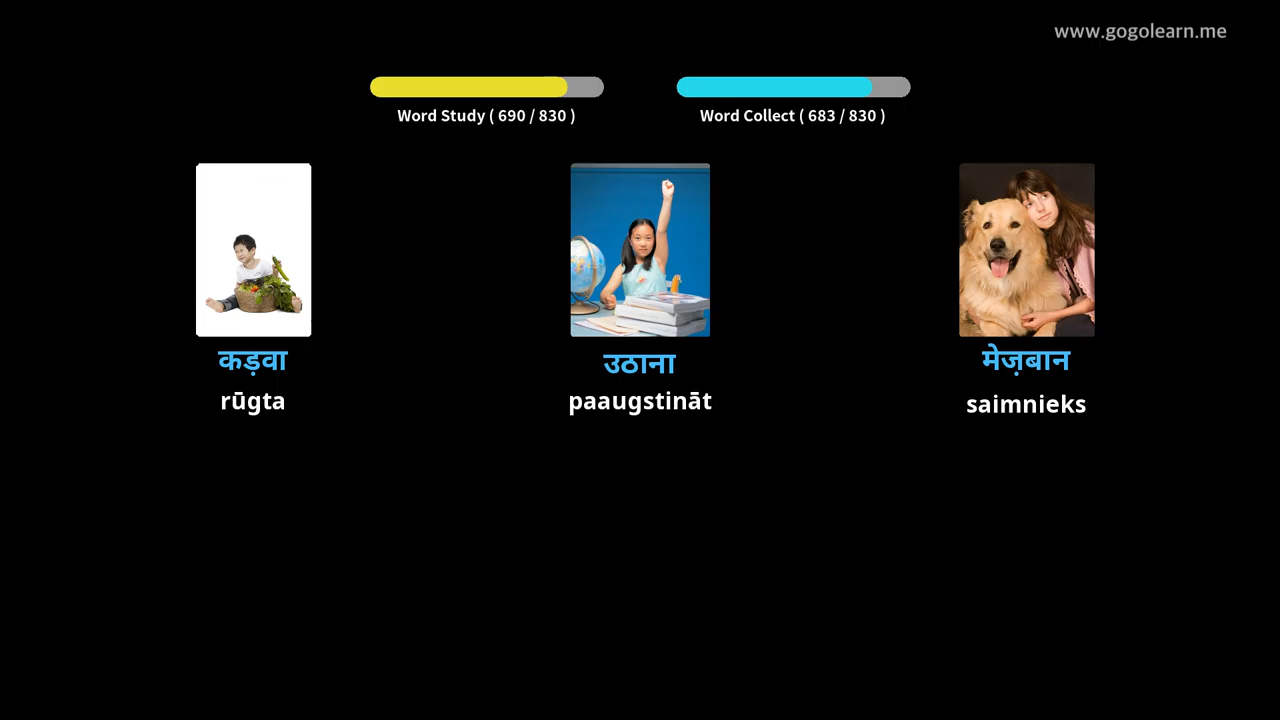 www.gogolearn.me
Word Study ( 690 / 830 )
Word Collect ( 683 / 830 )
कड़वा
उठाना
मेज़बान
rūgta
paaugstināt
saimnieks